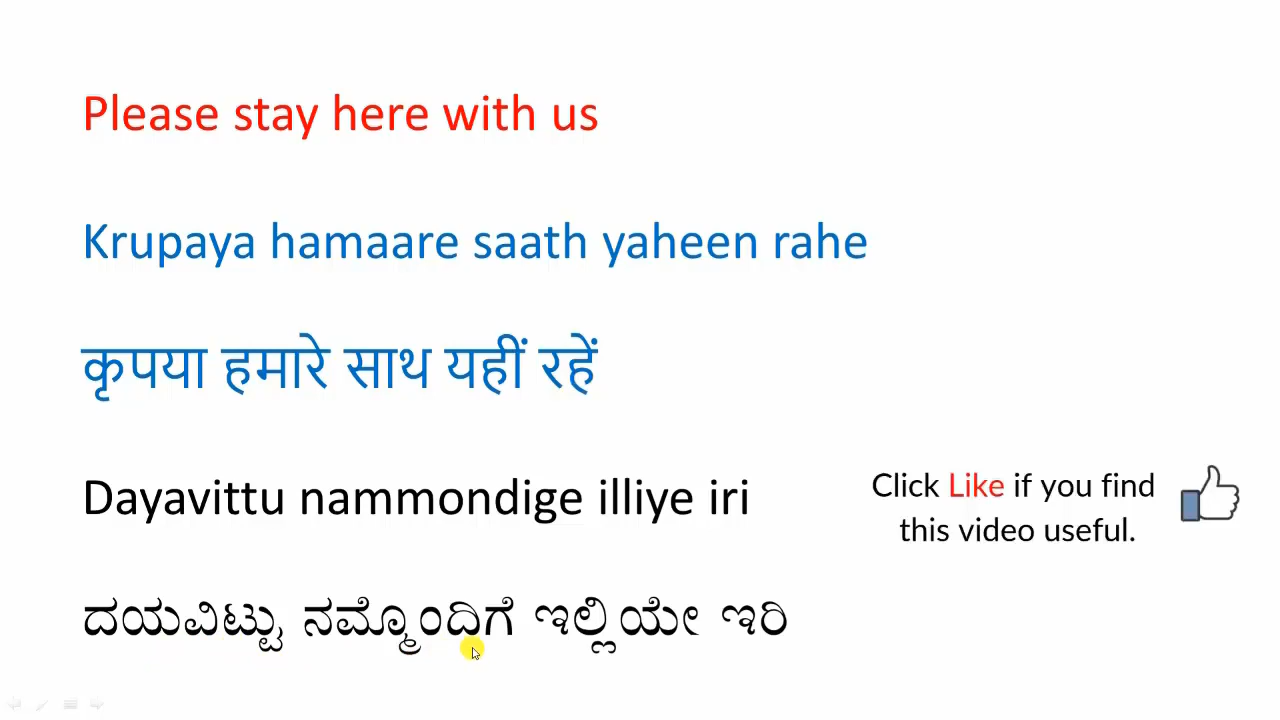 Please stay here with us
Krupaya hamaare saath yaheen rahe
कृपया हमारे साथ यहीं रहें
Dayavittu nammondige illiye iri
Click Like if you find
this video useful.
ದಯವಿಟ್ಟು ನಮ್ಮೊಂದಿಗೆ ಇಲ್ಲಿಯೇ ಇರಿ